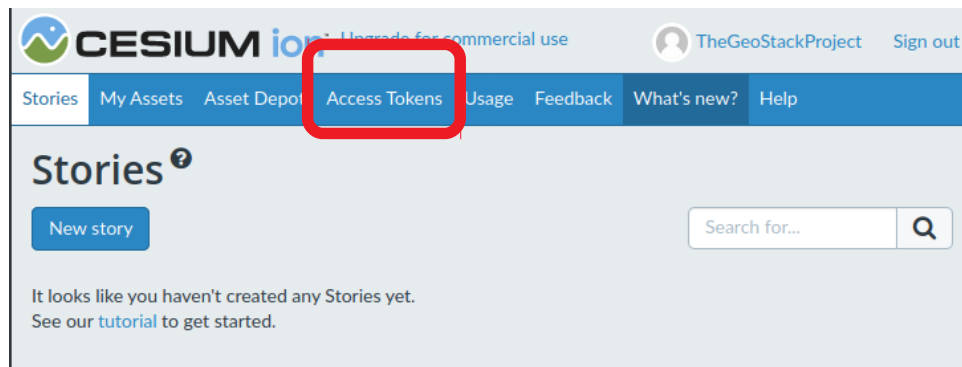 CESIUM ion Upgrade for commercial use TheGeoStackProject Sign out
Stories My Assets Asset Depot Access Tokens Usage Feedback What's new? Help
Stories ?
New story
Search for...
It looks like you haven't created any Stories yet.
See our tutorial to get started.